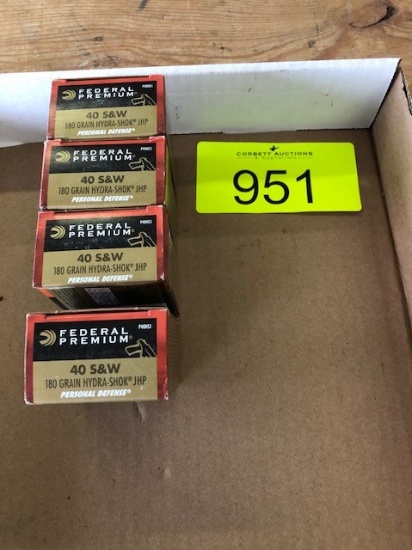 FEDERAL
PREMIUM®
40 S&W
180 GRAIN HYDRA-SHOK® JHP
PERSONAL DEFENSE®
FEDERAL
PREMIUM®
40 S&W
180 GRAIN HYDRA-SHOK® JHP
PERSONAL DEFENSE®
FEDERAL
PREMIUM®
40 S&W
180 GRAIN HYDRA-SHOK® JHP
PERSONAL DEFENSE®
FEDERAL
PREMIUM®
40 S&W
180 GRAIN HYDRA-SHOK® JHP
PERSONAL DEFENSE®
CORBETT AUCTIONS
& Appraisals
951